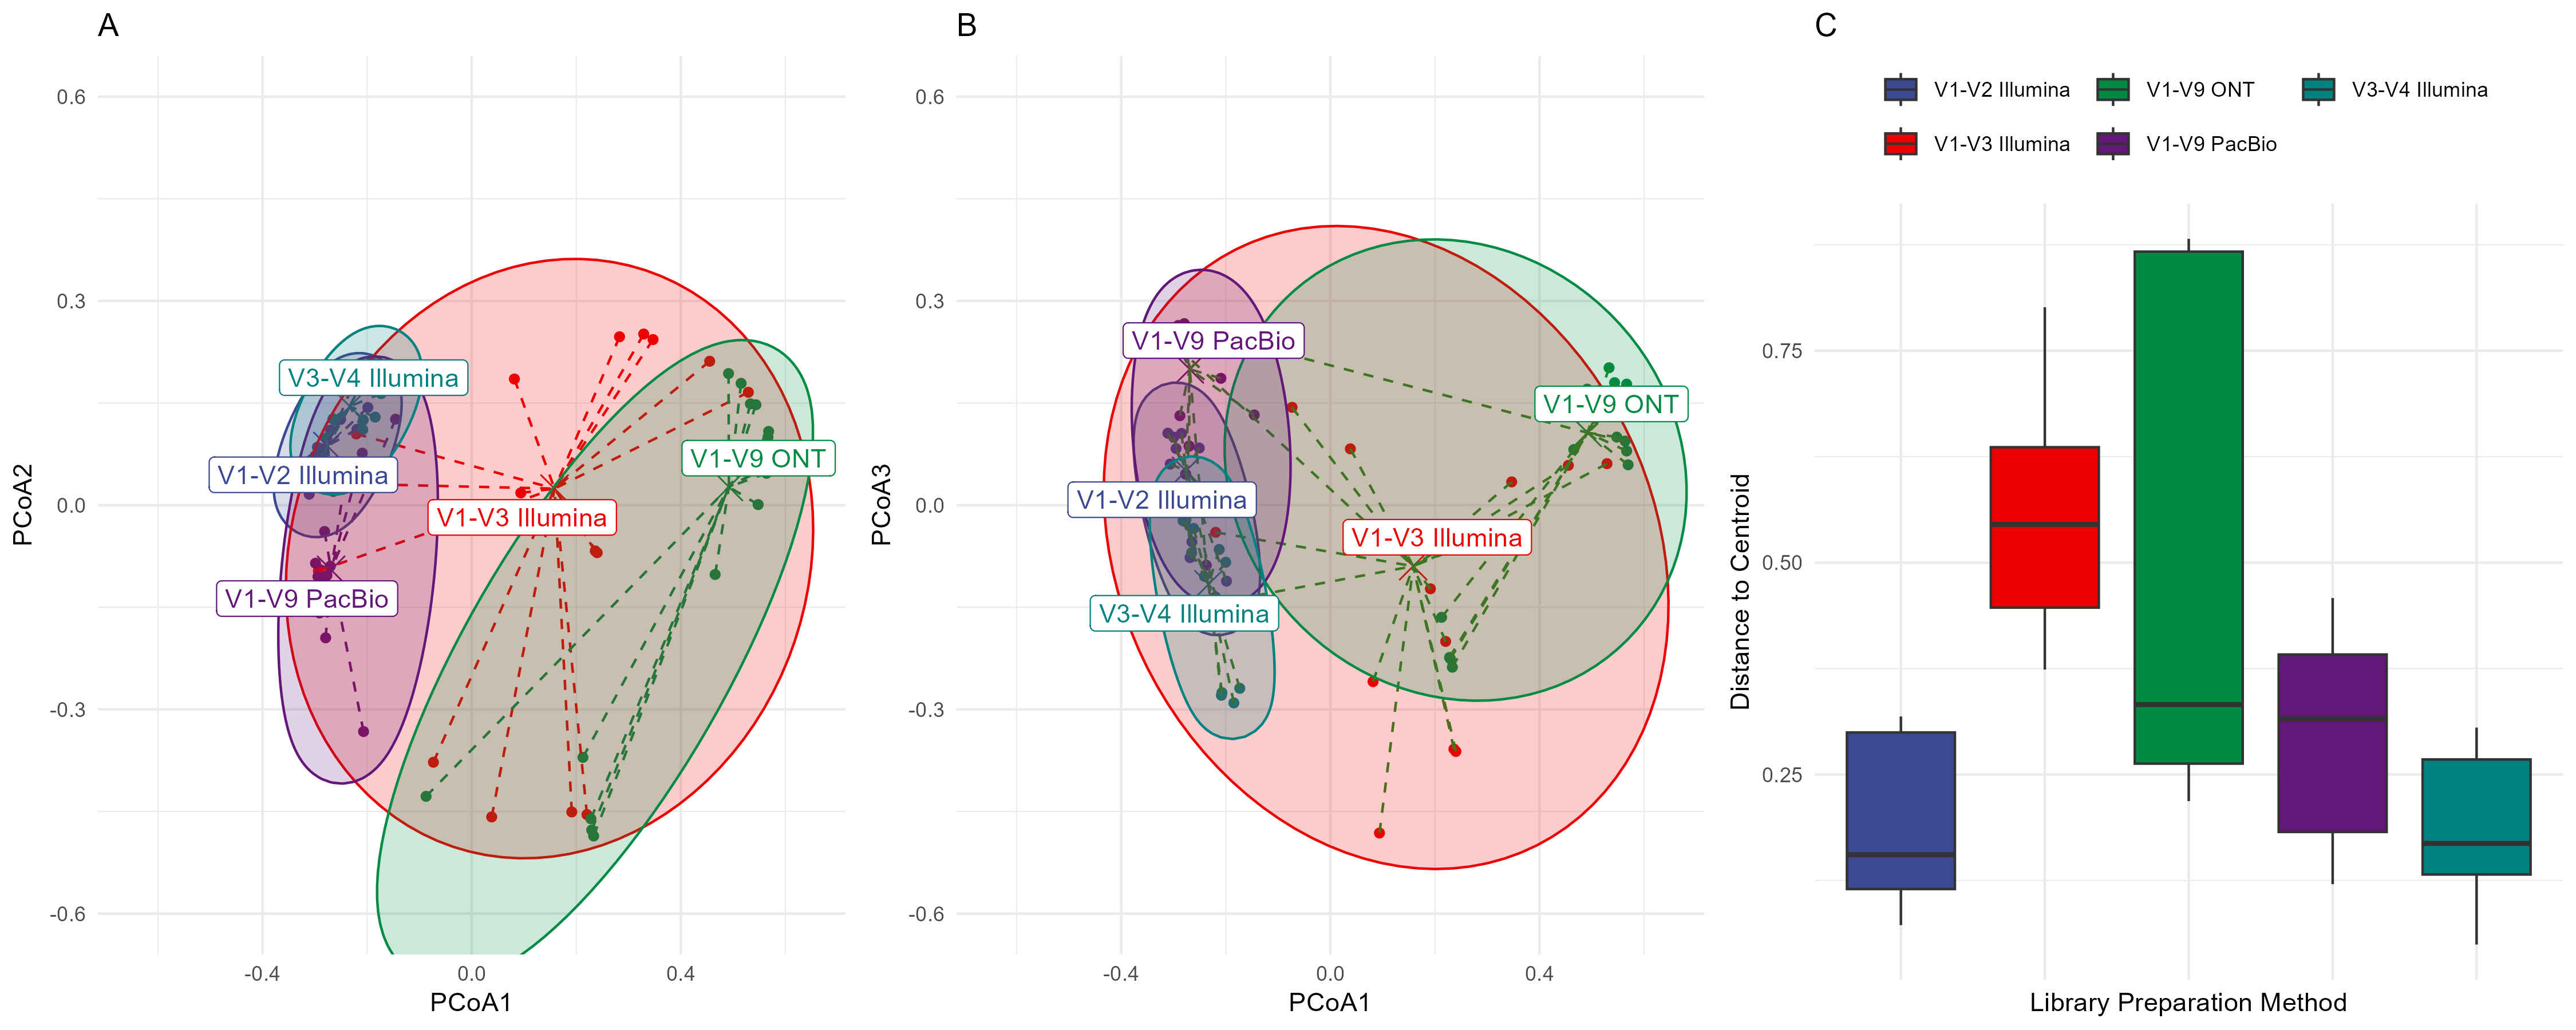 A
PCoA2
0.6
0.3
0.0
-0.3
-0.6
V3-V4 Illumina
V1-V2 Illumina
V1-V9 ONT
V1-V3 Illumina
V1-V9 PacBio
-0.4
0.0
0.4
PCoA1
B
PCoA3
0.6
0.3
0.0
-0.3
-0.6
V1-V9 PacBio
V1-V9 ONT
V1-V2 Illumina
V1-V3 Illumina
V3-V4 Illumina
-0.4
0.0
0.4
PCoA1
C
V1-V2 Illumina
V1-V9 ONT
V3-V4 Illumina
V1-V3 Illumina
V1-V9 PacBio
Distance to Centroid
0.75
0.50
0.25
Library Preparation Method